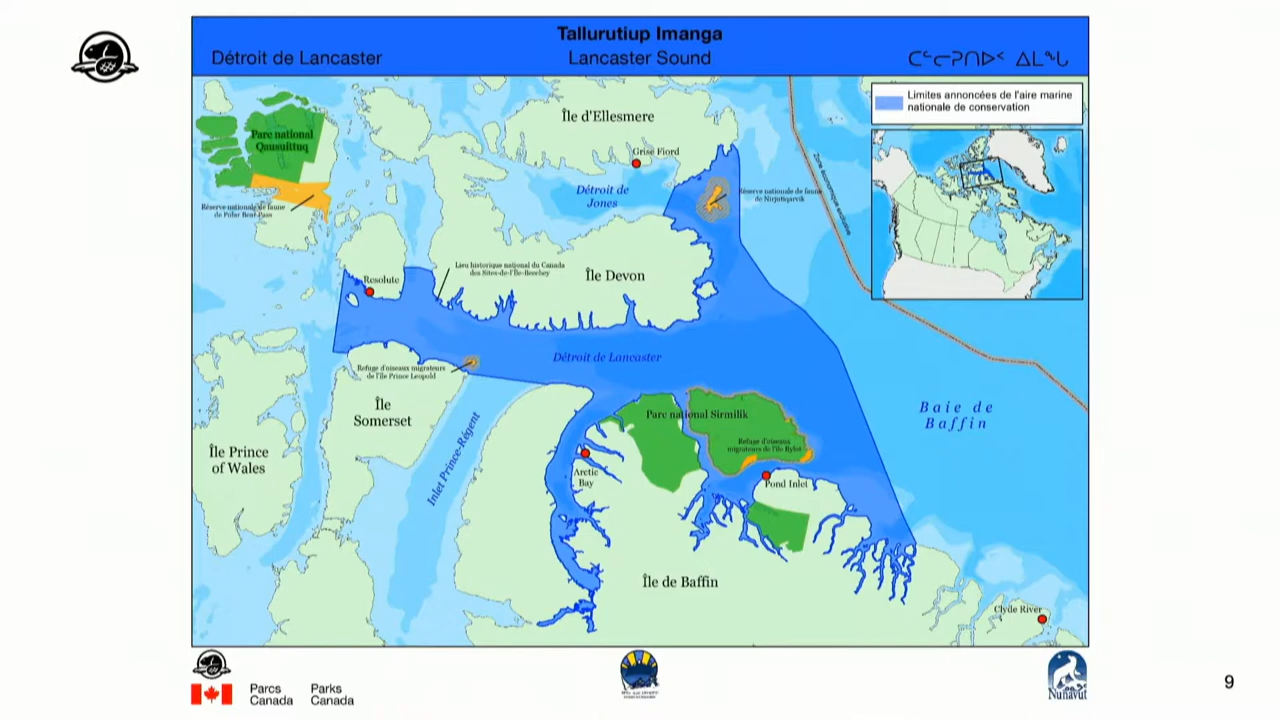 Tallurutiup Imanga
Détroit de Lancaster
Lancaster Sound
ᑕᓪᓗᕈᑎᐅᑉ ᐃᒪᖓ
Limites annoncées de l'aire marine
nationale de conservation
Île d'Ellesmere
Parc national
Qausuittuq
Grise Fiord
Zone économique exclusive
Détroit de
Jones
Réserve nationale de faune
de Nirjutiqarvik
Réserve nationale de faune
de Polar Bear Pass
Lieu historique national du Canada
des Sites-de-l'Île-Beechey
Île Devon
Resolute
Détroit de Lancaster
Refuge d'oiseaux migrateurs
de l'île Prince Leopold
Île
Somerset
Parc national Sirmilik
Baie de
Baffin
Refuge d'oiseaux
migrateurs de l'île Bylot
Île Prince
of Wales
Inlet Prince-Régent
Arctic
Bay
Pond Inlet
Île de Baffin
Clyde River
Parcs
Canada
Parks
Canada
Nunavut
9